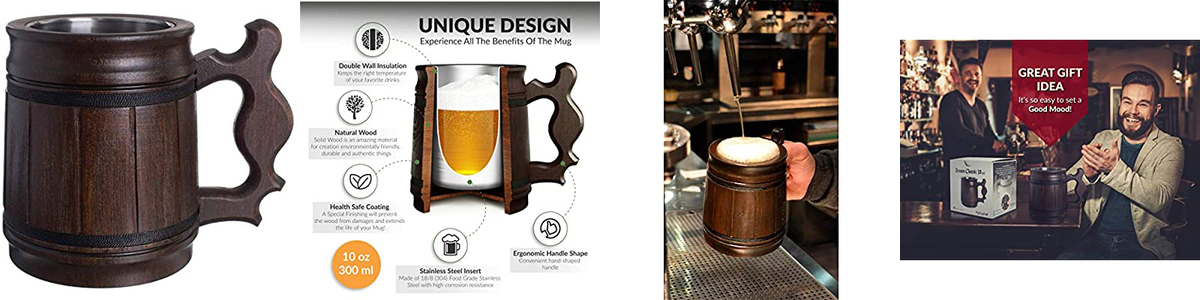 UNIQUE DESIGN
Experience All The Benefits Of The Mug
Double Wall Insulation
Keeps the right temperature
of your favorite drinks
Natural Wood
Solid Wood is an amazing material
for creation environmentally friendly,
durable and authentic things
Health Safe Coating
A Special Finishing will prevent
the wood from damages and extends
the life of your Mug!
10 oz
300 ml
Stainless Steel Insert
Made of 18/8 (304) Food Grade Stainless
Steel with high corrosion resistance
Ergonomic Handle Shape
Convenient hand-shaped
handle
GREAT GIFT
IDEA
It's so easy to set a
Good Mood!